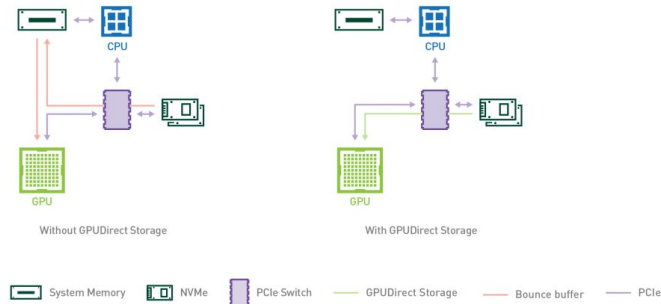 CPU
CPU
GPU
GPU
Without GPUDirect Storage
With GPUDirect Storage
System Memory
NVMe
PCIe Switch
GPUDirect Storage
Bounce buffer
PCIe